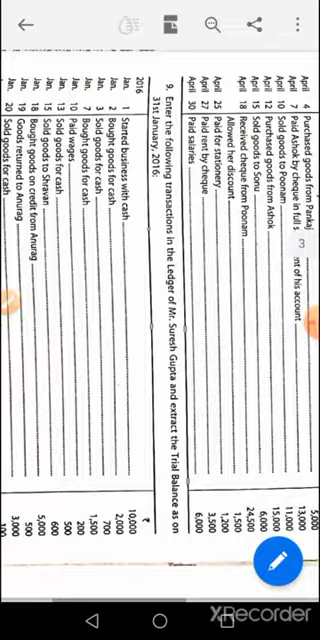 April 4 Purchased goods from Pankaj 5,000
April 7 Paid Ashok by cheque in full s 3 nt of his account 13,000
April 10 Sold goods to Poonam 11,000
April 12 Purchased goods from Ashok 15,000
April 15 Sold goods to Sonu 6,000
April 18 Received cheque from Poonam 24,500
Allowed her discount 1,500
April 25 Paid for stationery 1,200
April 27 Paid rent by cheque 3,500
April 30 Paid salaries 6,000
9. Enter the following transactions in the Ledger of Mr. Suresh Gupta and extract the Trial Balance as on
31st January, 2016:
2016 ₹
Jan. 1 Started business with cash 10,000
Jan. 2 Bought goods for cash 2,000
Jan. 3 Sold goods for cash 700
Jan. 7 Bought goods for cash 1,500
Jan. 10 Paid wages 200
Jan. 13 Sold goods for cash 500
Jan. 15 Sold goods to Shravan 600
Jan. 18 Bought goods on credit from Anurag 5,000
Jan. 19 Goods returned to Anurag 500
Jan. 20 Sold goods for cash 3,000
100
XRecorder